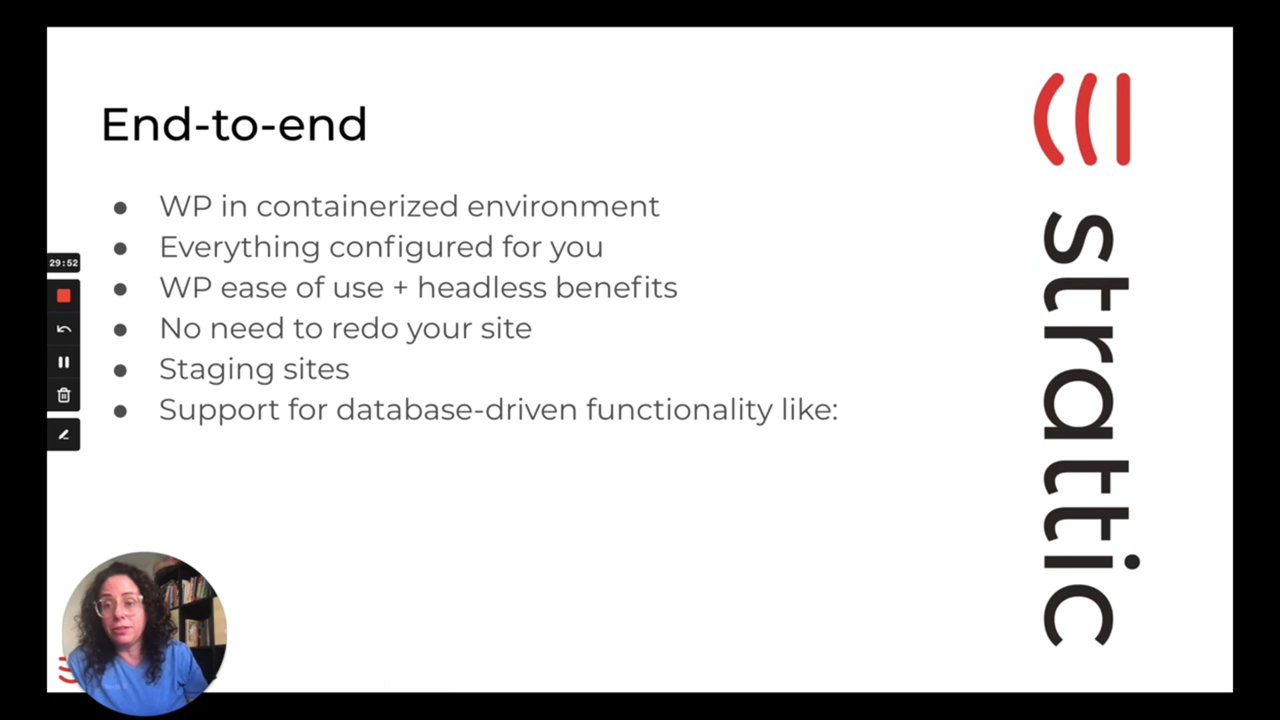 End-to-end
● WP in containerized environment
● Everything configured for you
● WP ease of use + headless benefits
● No need to redo your site
● Staging sites
● Support for database-driven functionality like:
29:52
strattic